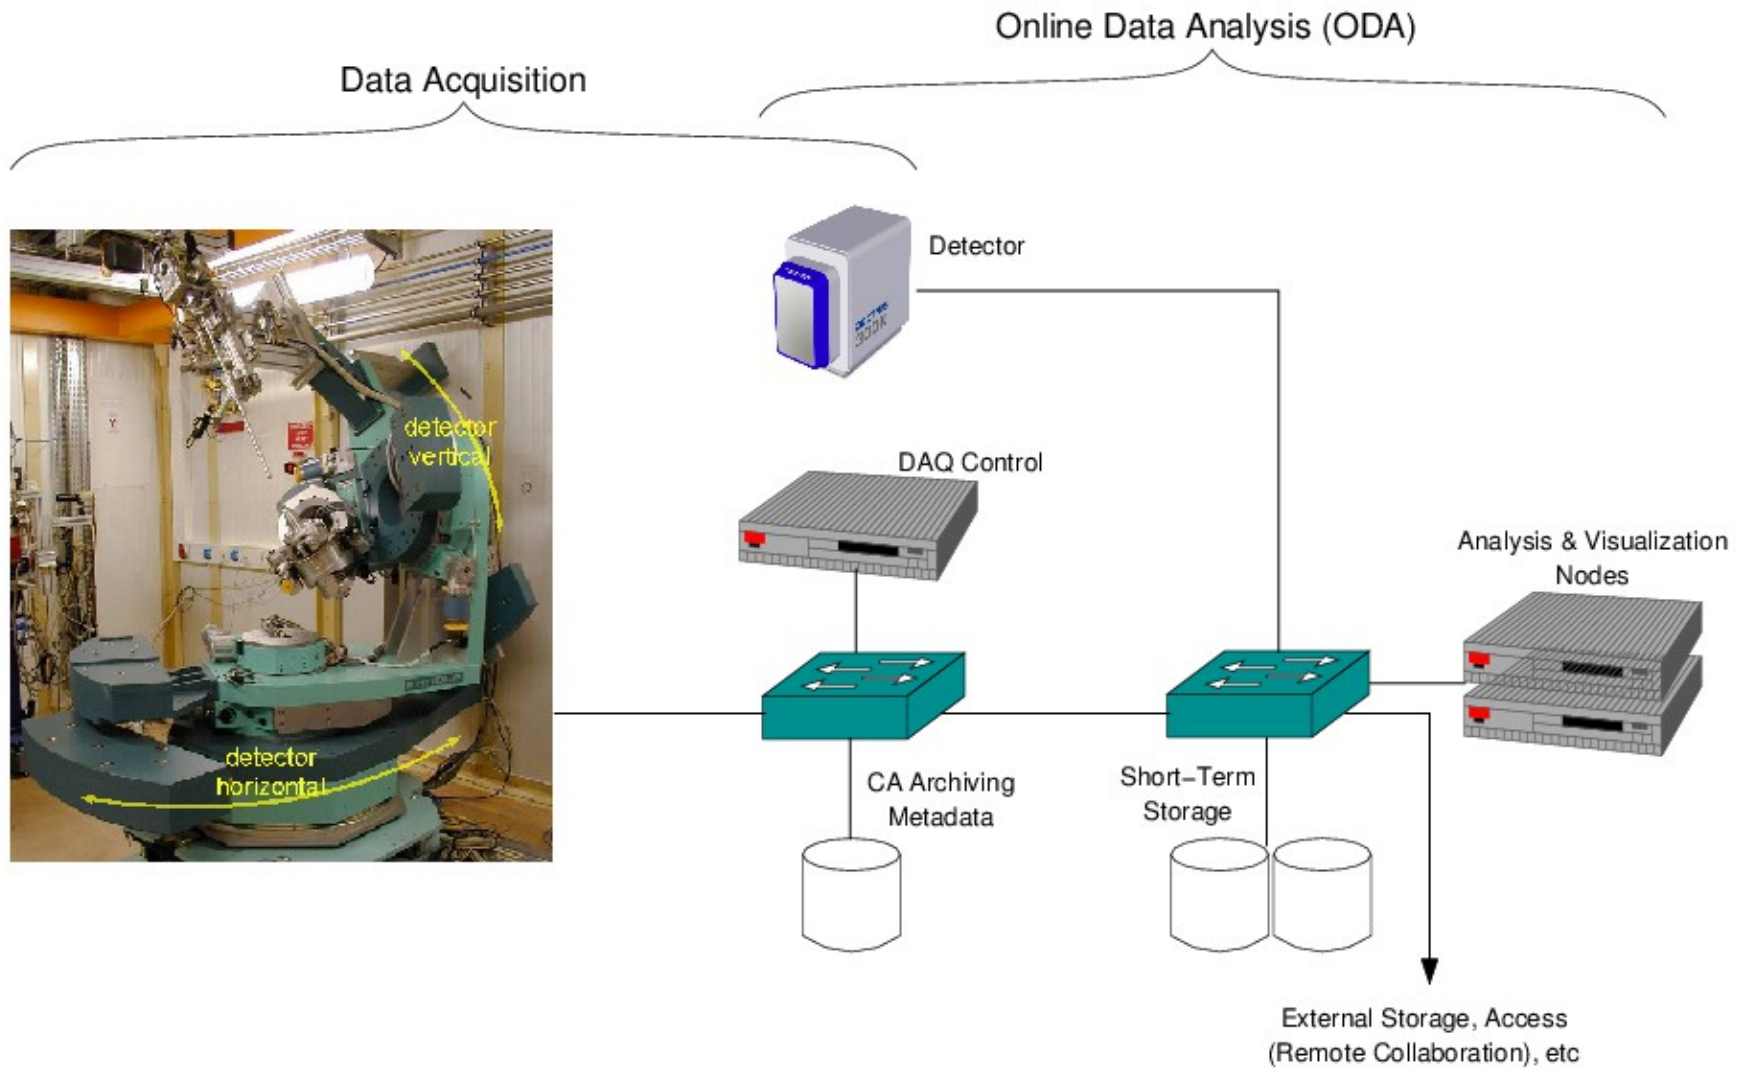 Online Data Analysis (ODA)
Data Acquisition
Detector
300K
detector
vertical
DAQ Control
Analysis & Visualization
Nodes
detector
horizontal
CA Archiving
Metadata
Short-Term
Storage
External Storage, Access
(Remote Collaboration), etc